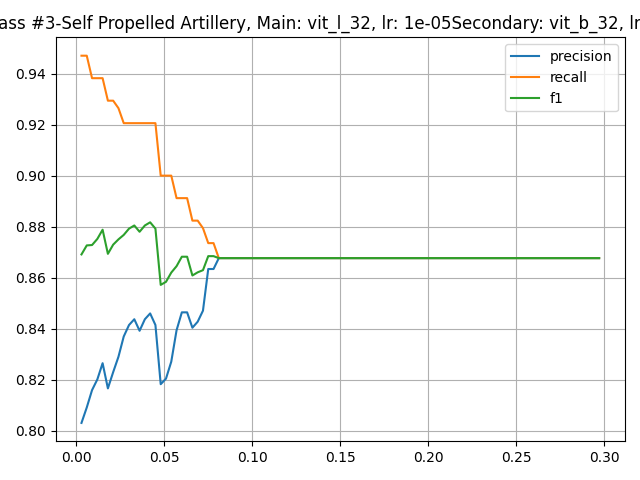 ass #3-Self Propelled Artillery, Main: vit_l_32, lr: 1e-05Secondary: vit_b_32, lr
precision
recall
f1
0.94
0.92
0.90
0.88
0.86
0.84
0.82
0.80
0.00 0.05 0.10 0.15 0.20 0.25 0.30